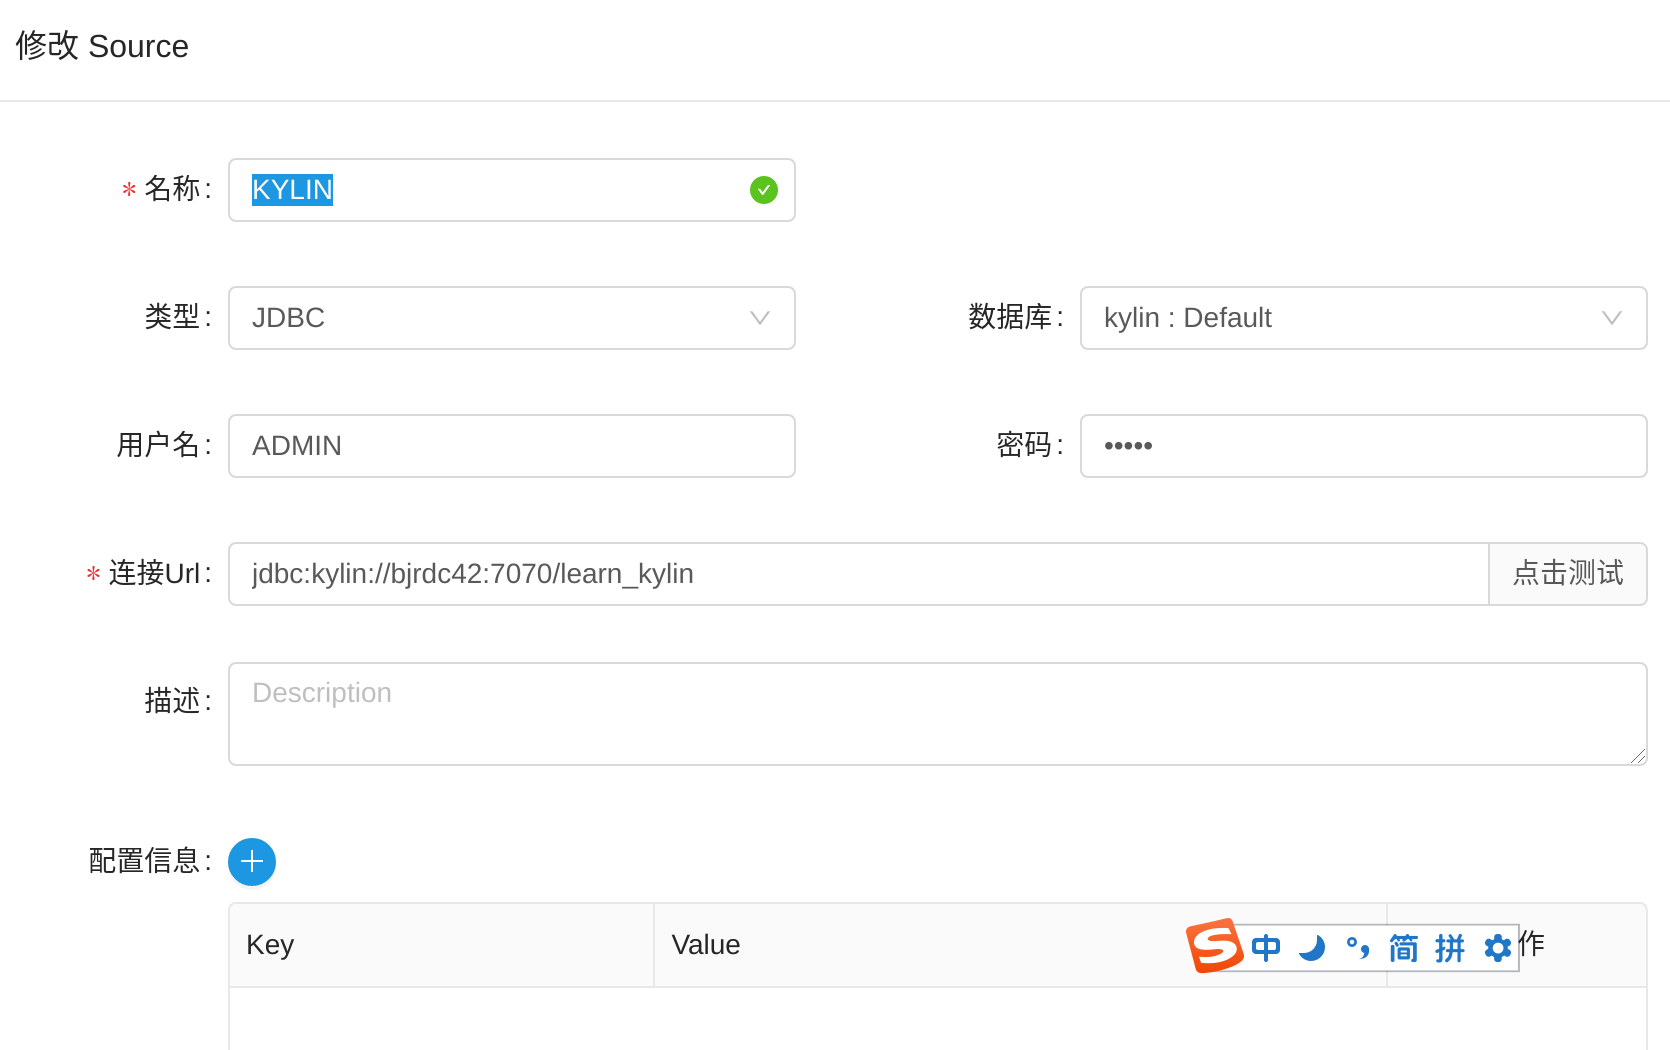 修改 Source
* 名称: KYLIN
类型: JDBC 数据库: kylin : Default
用户名: ADMIN 密码: •••••
* 连接Url: jdbc:kylin://bjrdc42:7070/learn_kylin 点击测试
描述: Description
配置信息:
Key Value 作
中 简 拼